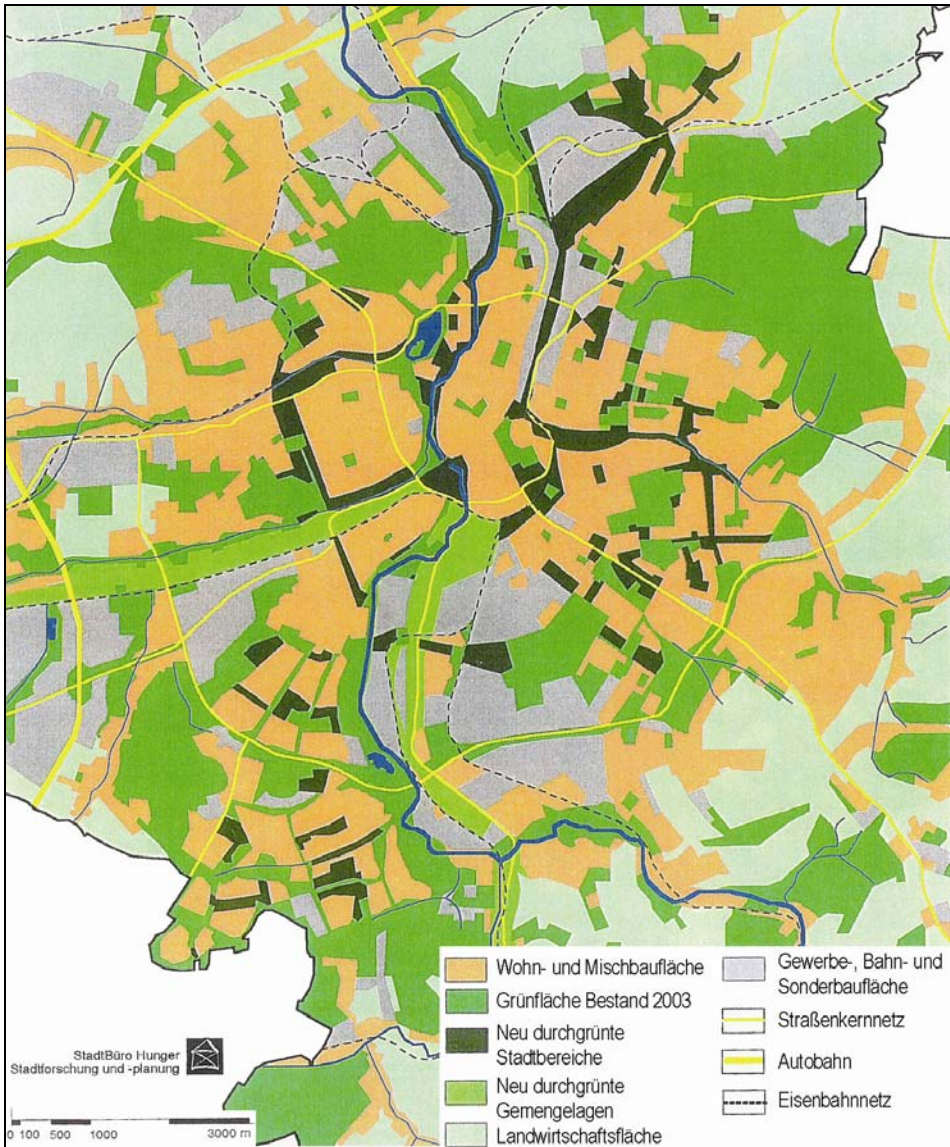 Wohn- und Mischbaufläche
Grünfläche Bestand 2003
Neu durchgrünte
Stadtbereiche
Neu durchgrünte
Gemengelagen
Landwirtschaftsfläche
Gewerbe-, Bahn- und
Sonderbaufläche
Straßenkernnetz
Autobahn
Eisenbahnnetz
StadtBüro Hunger
Stadtforschung und -planung
0 100 500 1000 3000 m